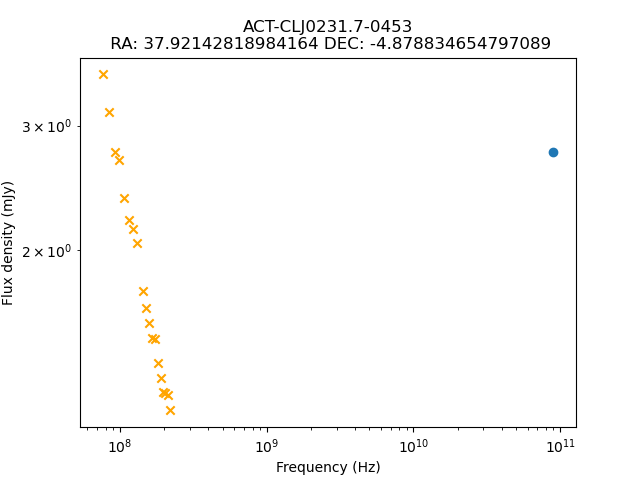 ACT-CLJ0231.7-0453
RA: 37.92142818984164 DEC: -4.878834654797089
Flux density (mJy)
3 × 10⁰
2 × 10⁰
10⁸ 10⁹ 10¹⁰ 10¹¹
Frequency (Hz)